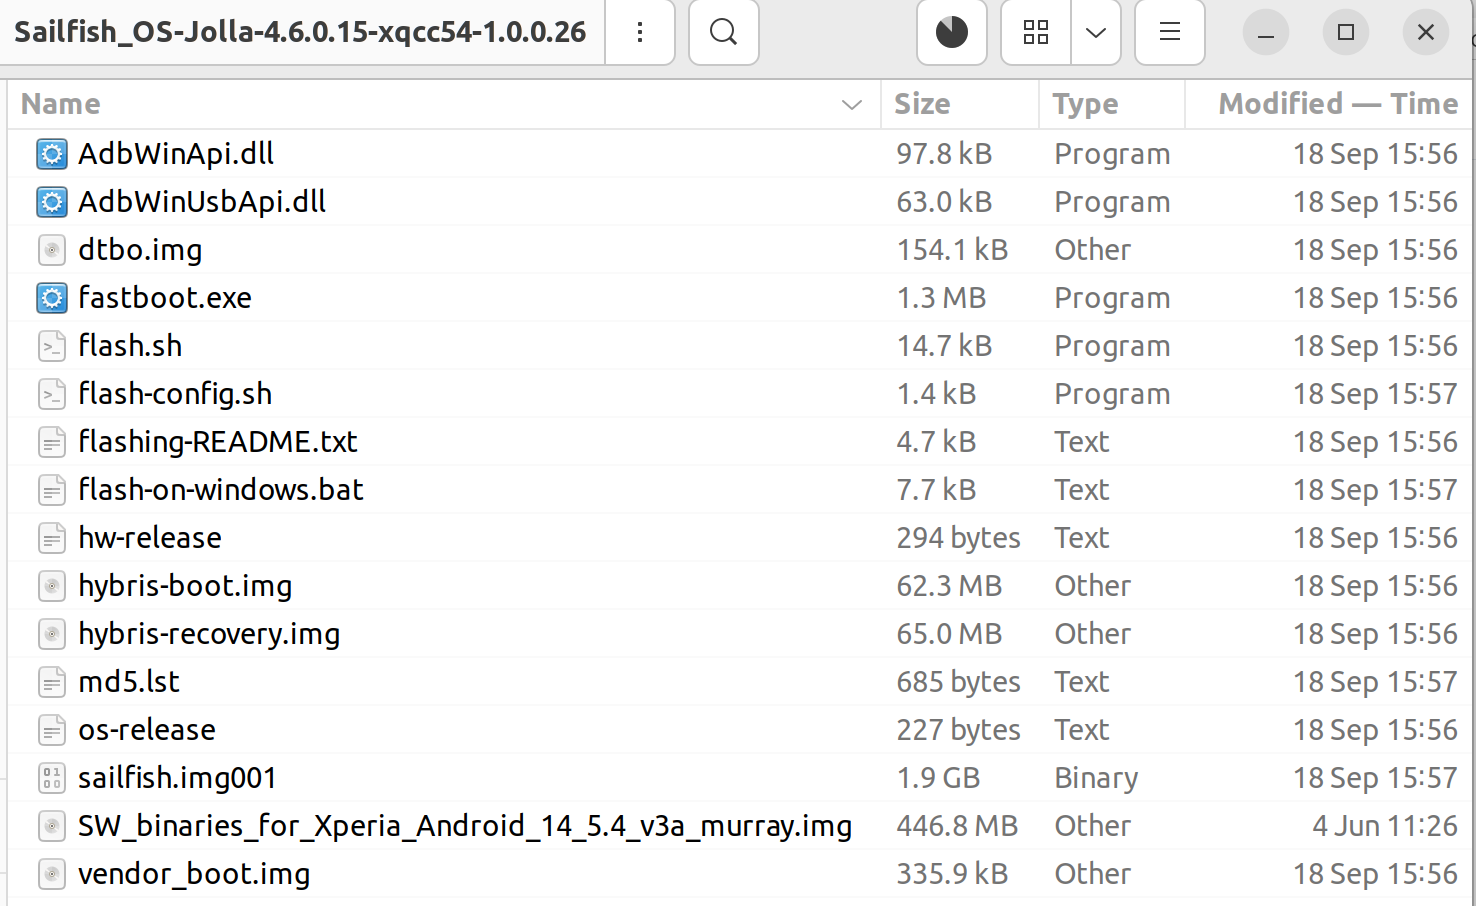 Sailfish_OS-Jolla-4.6.0.15-xqcc54-1.0.0.26
Name Size Type Modified — Time
AdbWinApi.dll 97.8 kB Program 18 Sep 15:56
AdbWinUsbApi.dll 63.0 kB Program 18 Sep 15:56
dtbo.img 154.1 kB Other 18 Sep 15:56
fastboot.exe 1.3 MB Program 18 Sep 15:56
flash.sh 14.7 kB Program 18 Sep 15:56
flash-config.sh 1.4 kB Program 18 Sep 15:57
flashing-README.txt 4.7 kB Text 18 Sep 15:56
flash-on-windows.bat 7.7 kB Text 18 Sep 15:57
hw-release 294 bytes Text 18 Sep 15:56
hybris-boot.img 62.3 MB Other 18 Sep 15:56
hybris-recovery.img 65.0 MB Other 18 Sep 15:56
md5.lst 685 bytes Text 18 Sep 15:57
os-release 227 bytes Text 18 Sep 15:56
sailfish.img001 1.9 GB Binary 18 Sep 15:57
SW_binaries_for_Xperia_Android_14_5.4_v3a_murray.img 446.8 MB Other 4 Jun 11:26
vendor_boot.img 335.9 kB Other 18 Sep 15:56